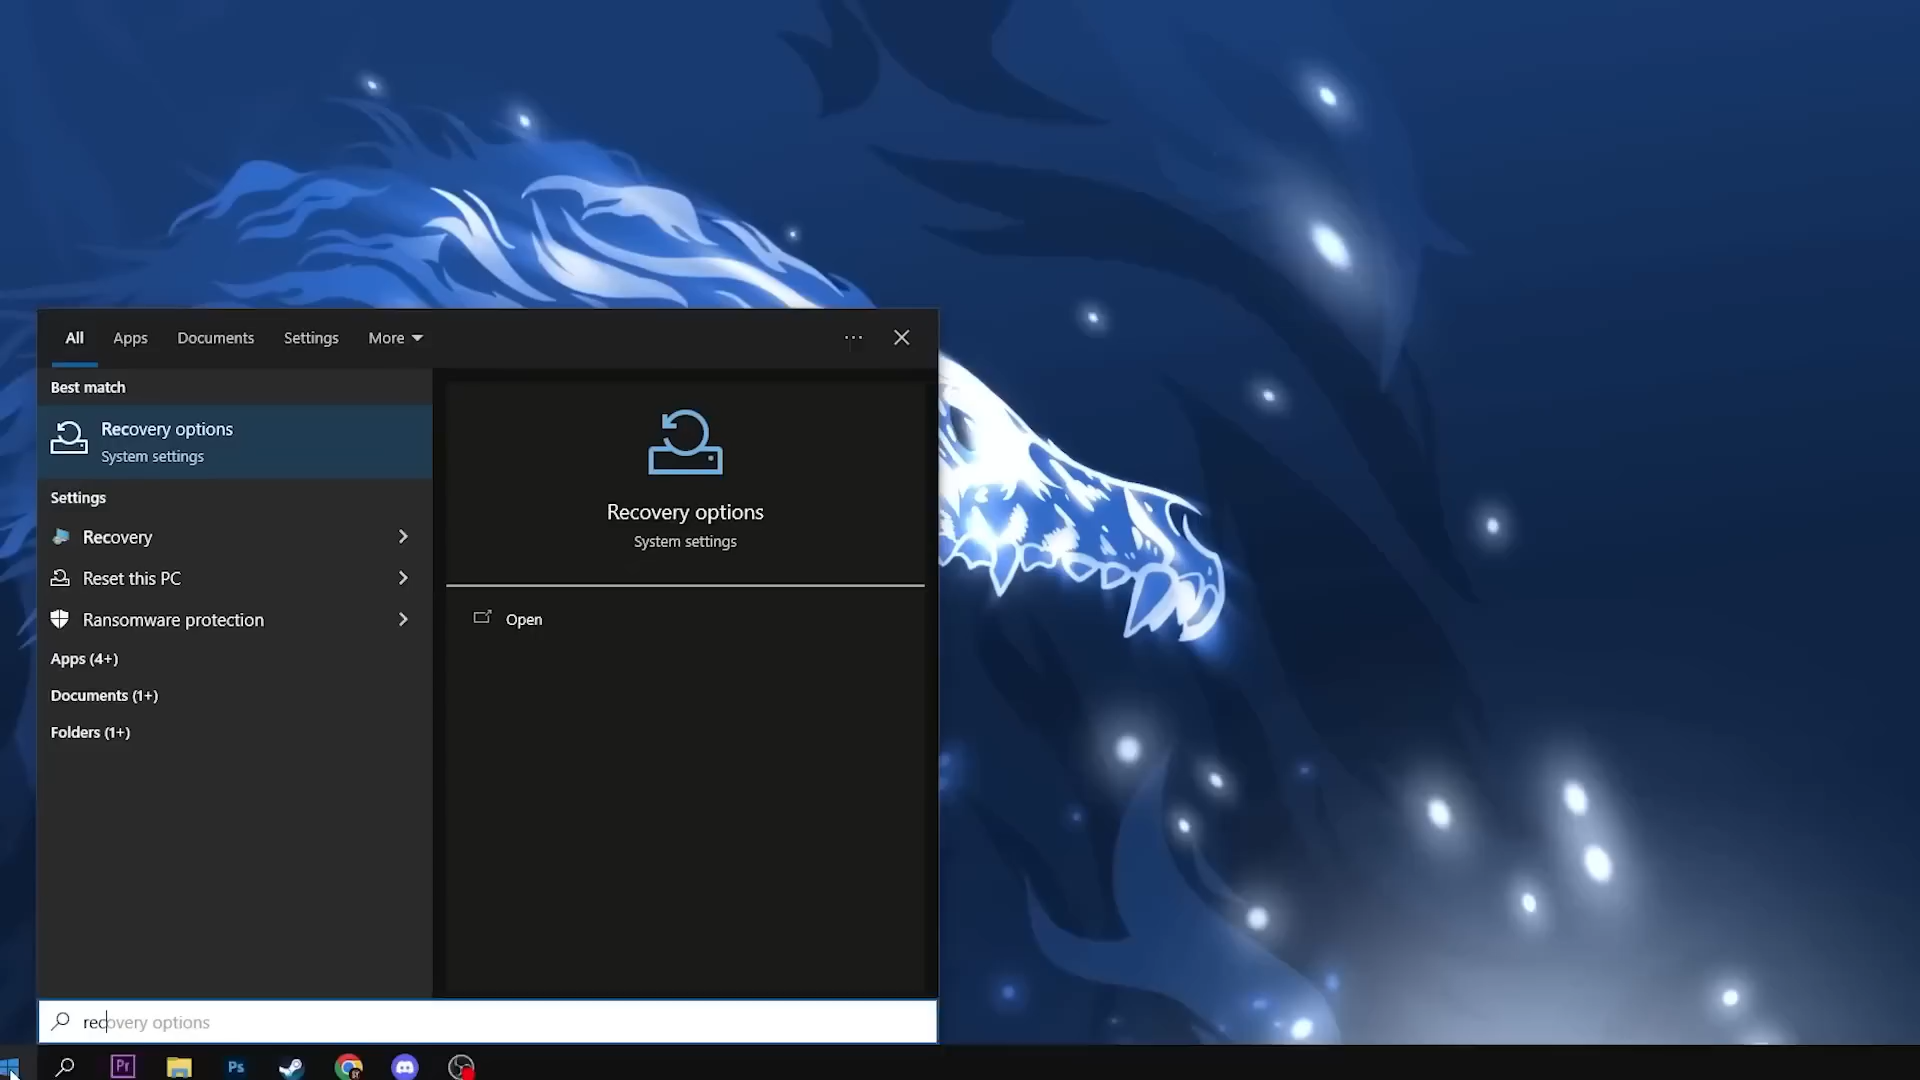 All Apps Documents Settings More ...
Best match
Recovery options
System settings
Settings
Recovery
Reset this PC
Ransomware protection
Apps (4+)
Documents (1+)
Folders (1+)
Recovery options
System settings
Open
recovery options
Pr Ps